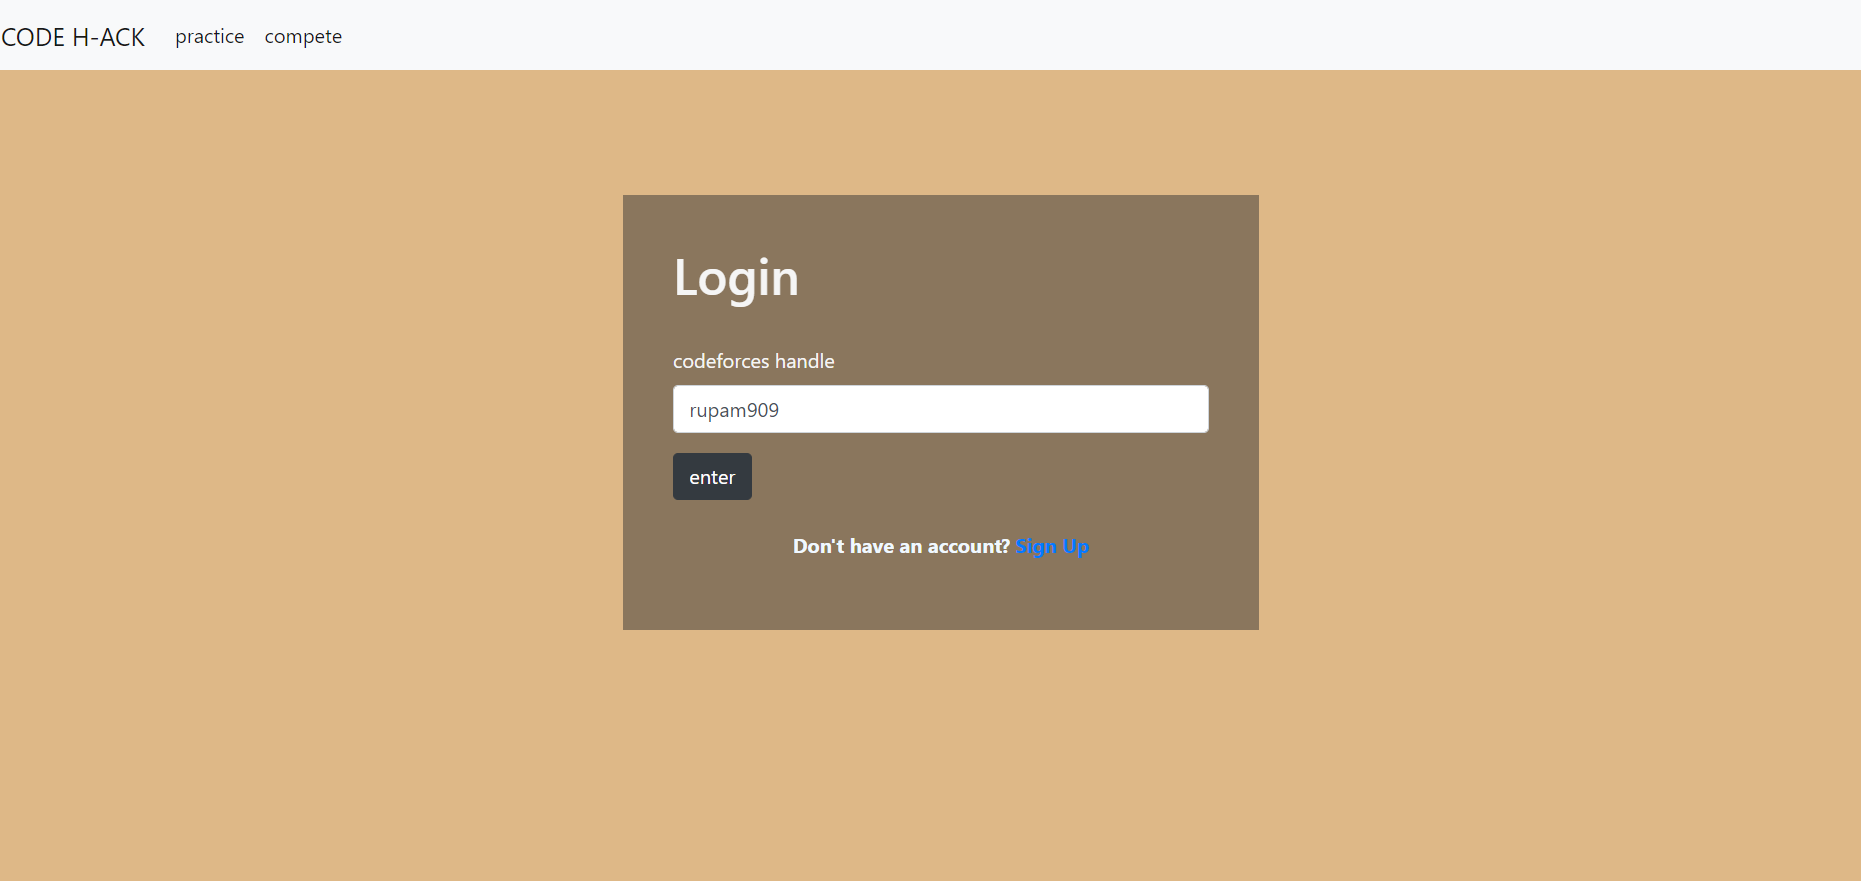 CODE H-ACK practice compete
Login
codeforces handle
rupam909
enter
Don't have an account? Sign Up